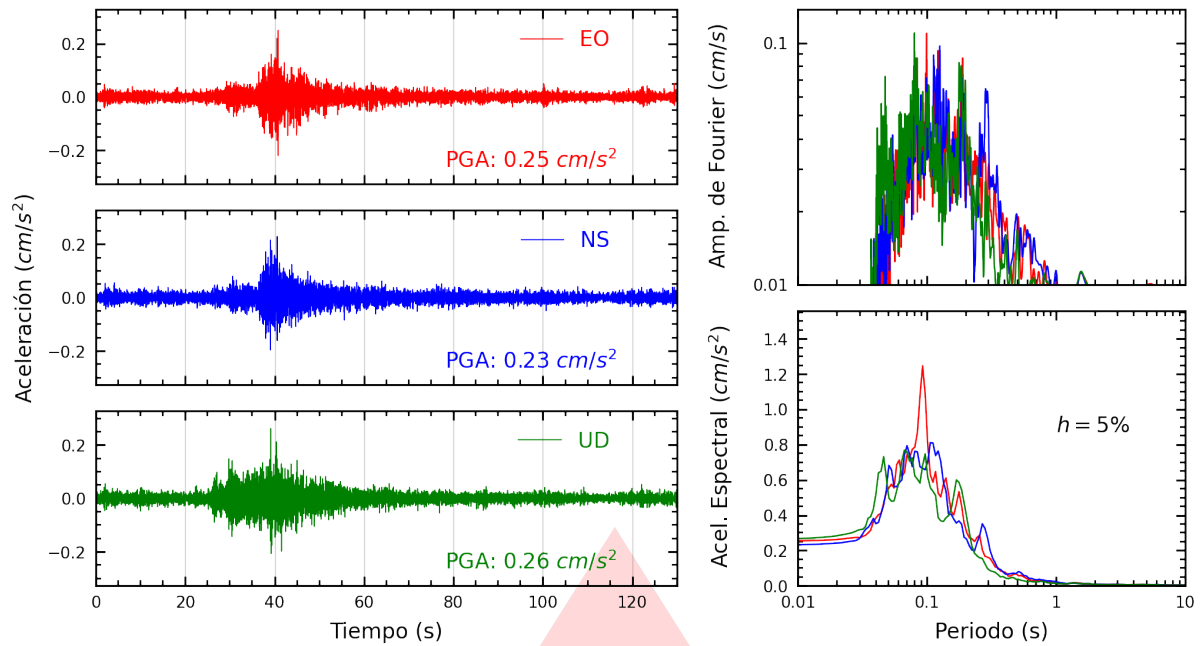 Aceleración (cm/s²)
0.2
0.0
−0.2
EO
PGA: 0.25 cm/s²
0.2
0.0
−0.2
NS
PGA: 0.23 cm/s²
0.2
0.0
−0.2
UD
PGA: 0.26 cm/s²
0 20 40 60 80 100 120
Tiempo (s)
Amp. de Fourier (cm/s)
0.1
0.01
Acel. Espectral (cm/s²)
1.4
1.2
1.0
0.8
0.6
0.4
0.2
0.0
h = 5%
0.01 0.1 1 10
Periodo (s)